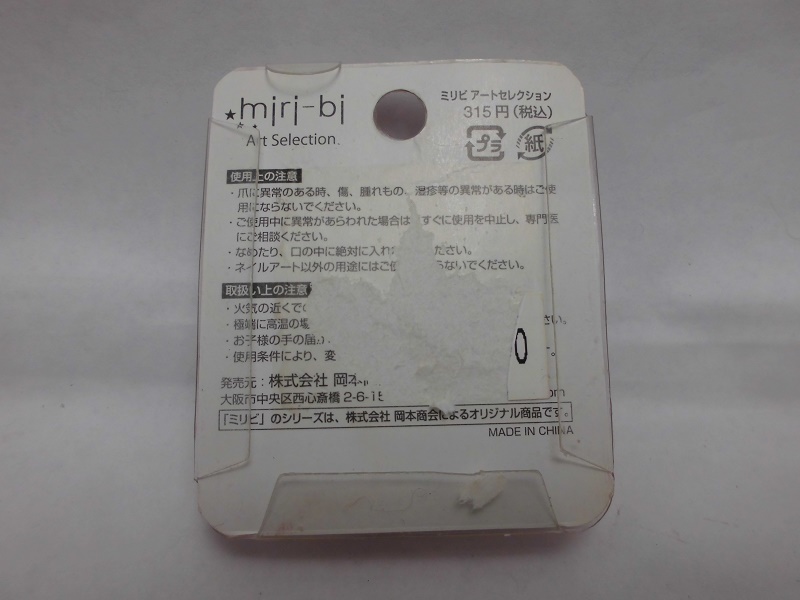 miri-bi
Art Selection
ミリビ アートセレクション
315円(税込)
プラ
紙
使用上の注意
・爪に異常のある時、傷、腫れもの、湿疹等の異常がある時はご使
用にならないでください。
・ご使用中に異常があらわれた場合は すぐに使用を中止し、専門医
にご相談ください。
・なめたり、口の中に絶対に入れ ださい。
・ネイルアート以外の用途にはご使 らないでください。
取扱い上の注意
・火気の近くで
・極端に高温の場 さい。
・お子様の手の届
・使用条件により、変 す。
0
発売元:株式会社 岡本
大阪市中央区西心斎橋 2-6-15 om
「ミリビ」のシリーズは、株式会社 岡本商会によるオリジナル商品です。
MADE IN CHINA